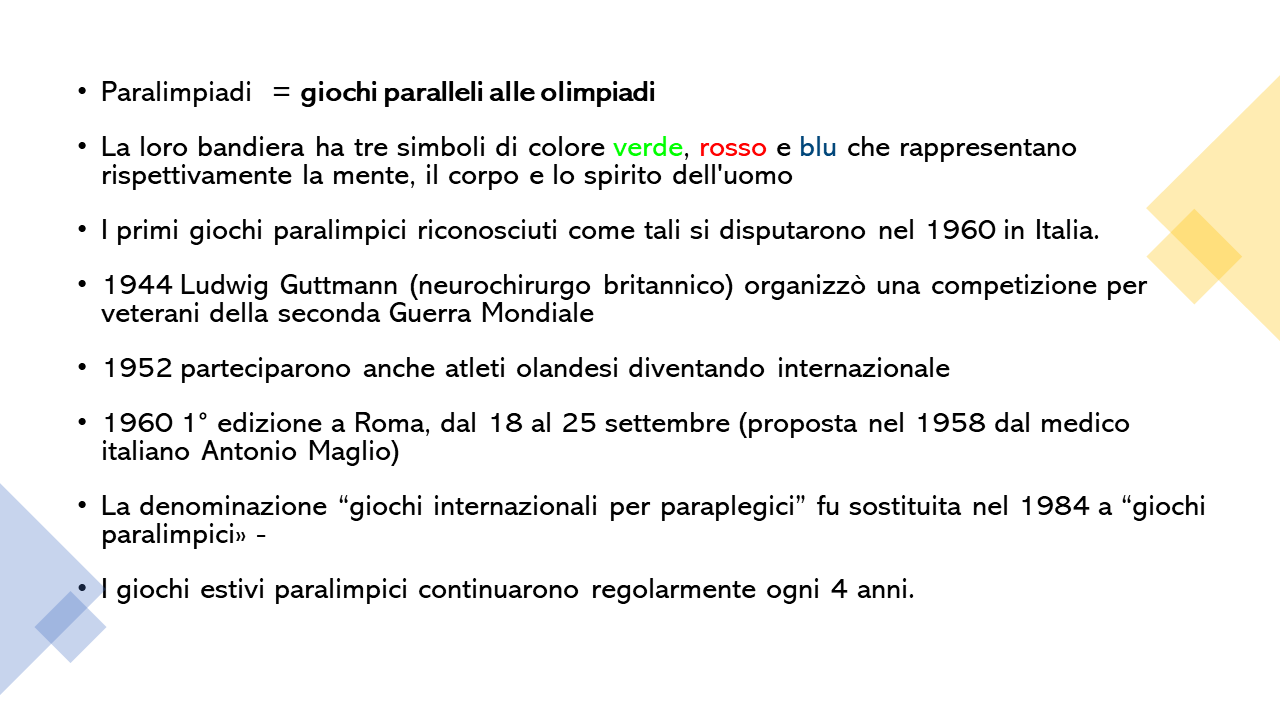 • Paralimpiadi = giochi paralleli alle olimpiadi
• La loro bandiera ha tre simboli di colore verde, rosso e blu che rappresentano
rispettivamente la mente, il corpo e lo spirito dell'uomo
• I primi giochi paralimpici riconosciuti come tali si disputarono nel 1960 in Italia.
• 1944 Ludwig Guttmann (neurochirurgo britannico) organizzò una competizione per
veterani della seconda Guerra Mondiale
• 1952 parteciparono anche atleti olandesi diventando internazionale
• 1960 1° edizione a Roma, dal 18 al 25 settembre (proposta nel 1958 dal medico
italiano Antonio Maglio)
• La denominazione “giochi internazionali per paraplegici” fu sostituita nel 1984 a “giochi
paralimpici» -
• I giochi estivi paralimpici continuarono regolarmente ogni 4 anni.